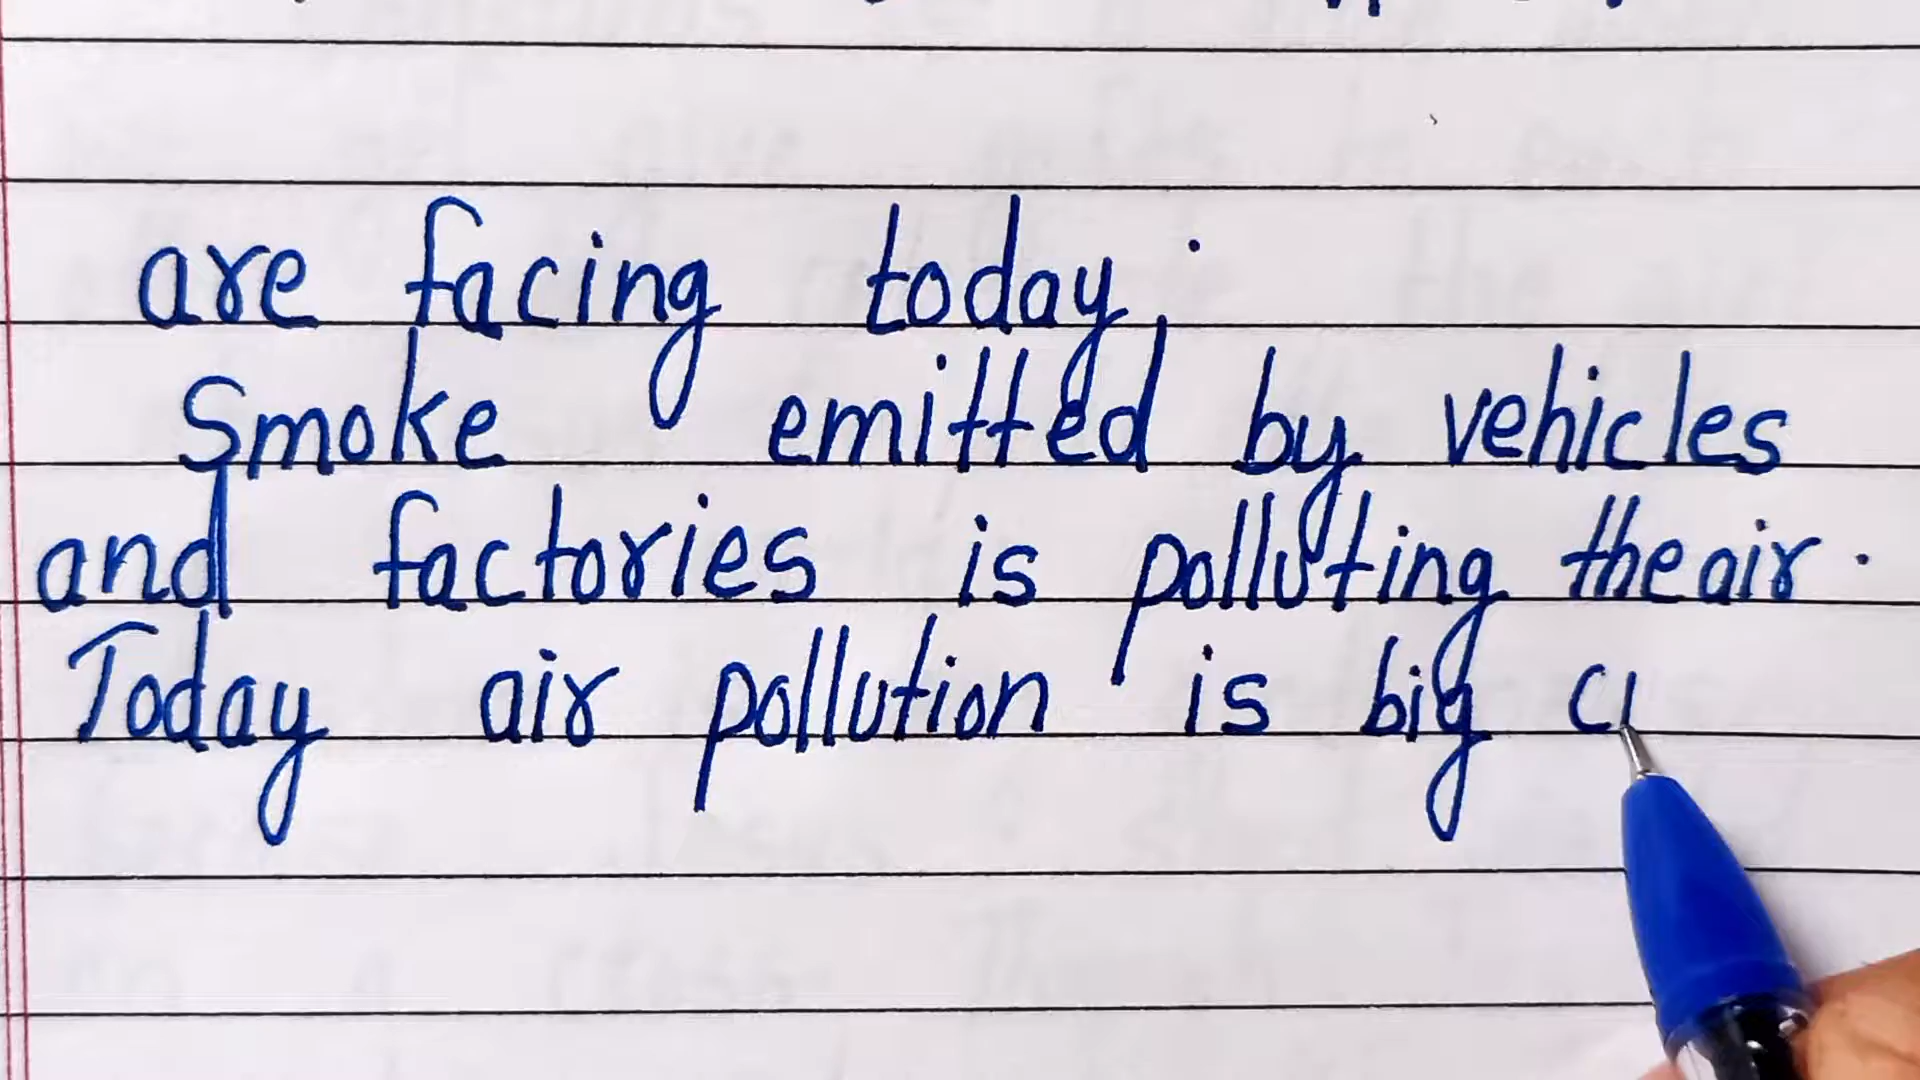 are facing today.
Smoke emitted by vehicles
and factories is polluting the air.
Today air pollution is big